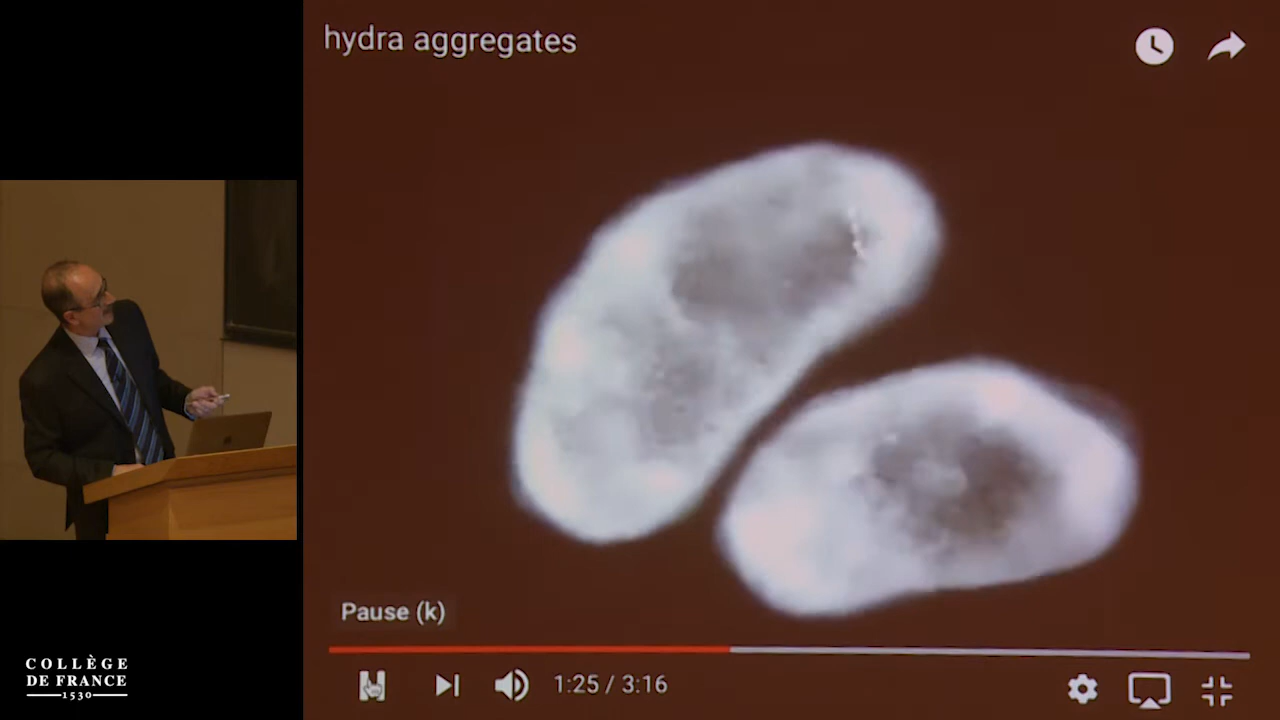 hydra aggregates
Pause (k)
1:25 / 3:16
COLLÈGE
DE FRANCE
1530